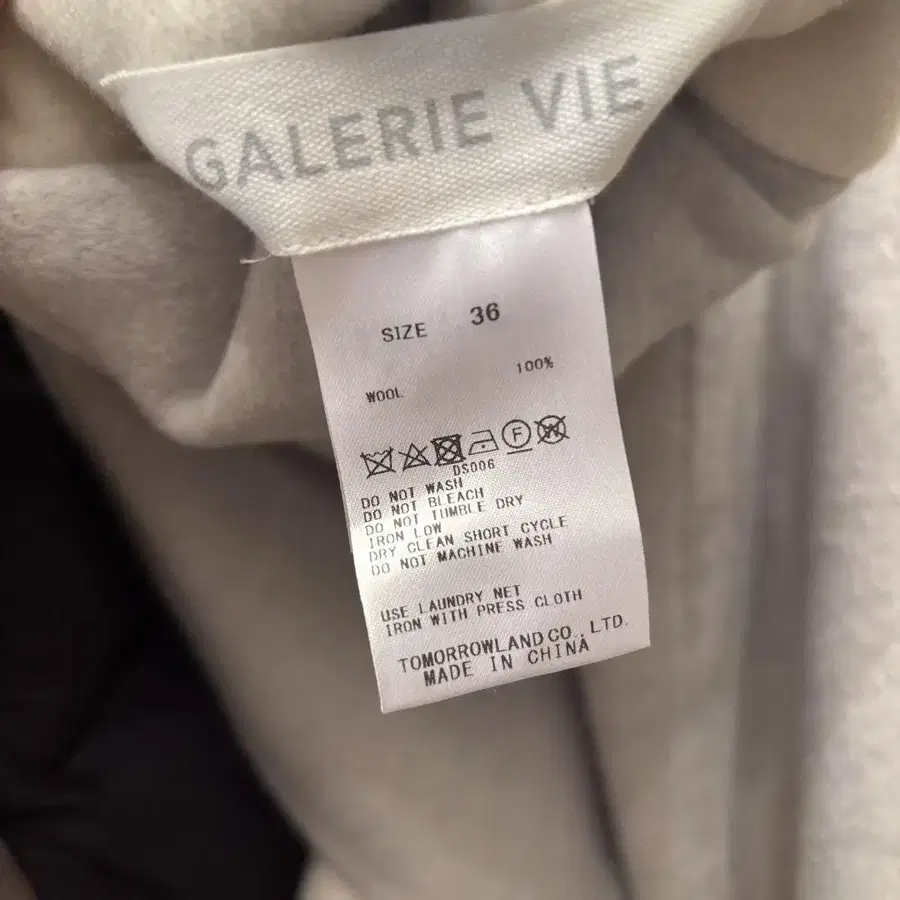 GALERIE VIE
SIZE 36
WOOL 100%
F W
DS006
DO NOT WASH
DO NOT BLEACH
DO NOT TUMBLE DRY
IRON LOW
DRY CLEAN SHORT CYCLE
DO NOT MACHINE WASH
USE LAUNDRY NET
IRON WITH PRESS CLOTH
TOMORROWLAND CO., LTD.
MADE IN CHINA